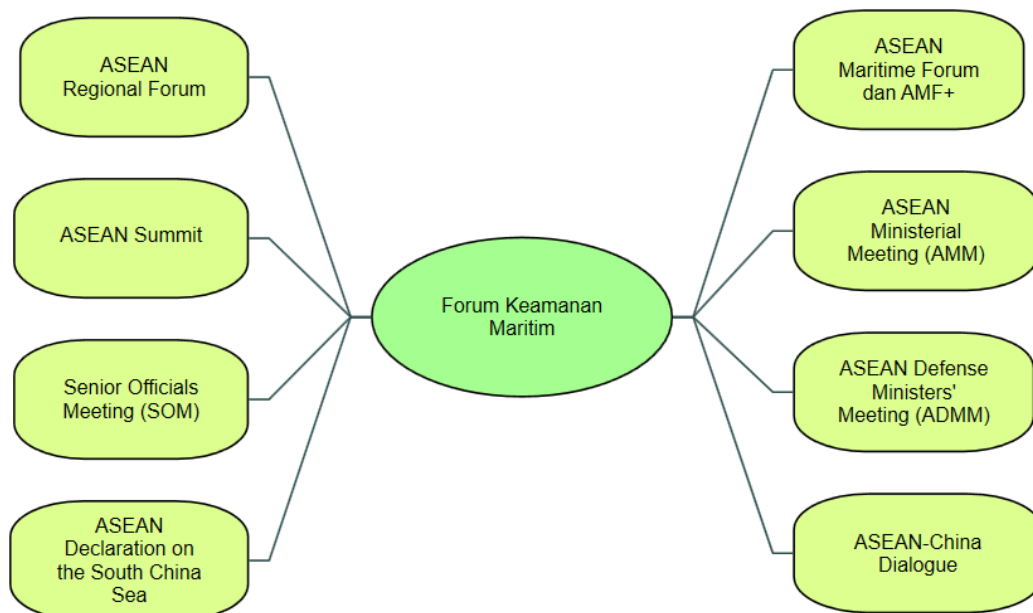 ASEAN
Regional Forum
ASEAN Summit
Senior Officials
Meeting (SOM)
ASEAN
Declaration on
the South China
Sea
Forum Keamanan
Maritim
ASEAN
Maritime Forum
dan AMF+
ASEAN
Ministerial
Meeting (AMM)
ASEAN Defense
Ministers'
Meeting (ADMM)
ASEAN-China
Dialogue